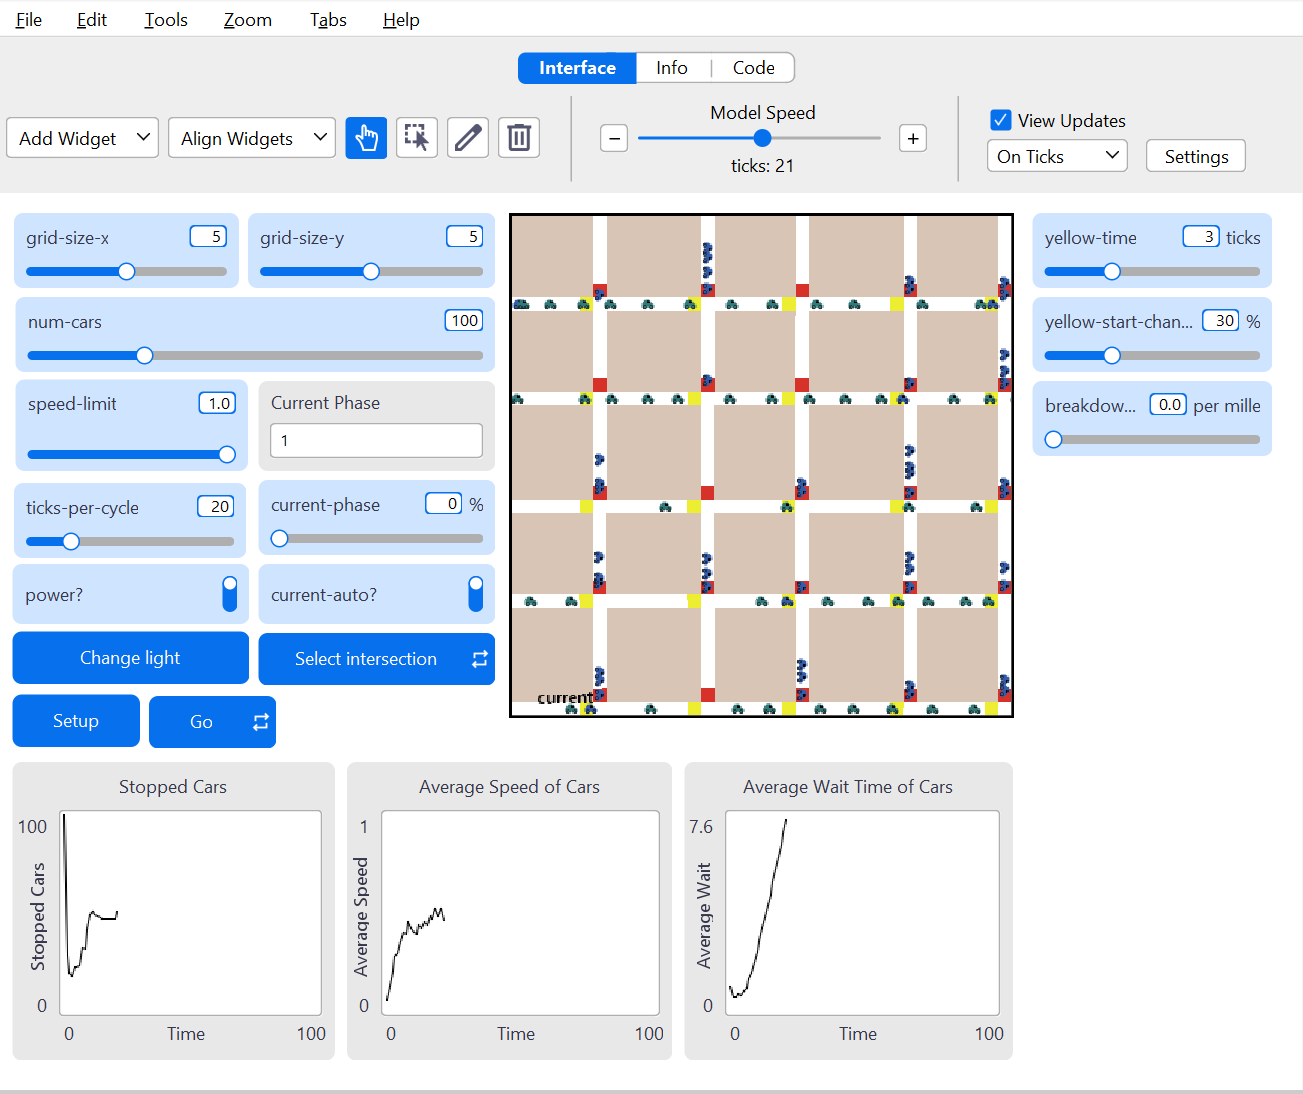 File Edit Tools Zoom Tabs Help
Interface Info Code
Add Widget Align Widgets
Model Speed
ticks: 21
View Updates
On Ticks Settings
grid-size-x 5
grid-size-y 5
num-cars 100
speed-limit 1.0
Current Phase
1
ticks-per-cycle 20
current-phase 0 %
power?
current-auto?
Change light
Select intersection
Setup
Go
current
yellow-time 3 ticks
yellow-start-chan... 30 %
breakdow... 0.0 per mille
Stopped Cars
100
Stopped Cars
0
0 Time 100
Average Speed of Cars
1
Average Speed
0
0 Time 100
Average Wait Time of Cars
7.6
Average Wait
0
0 Time 100